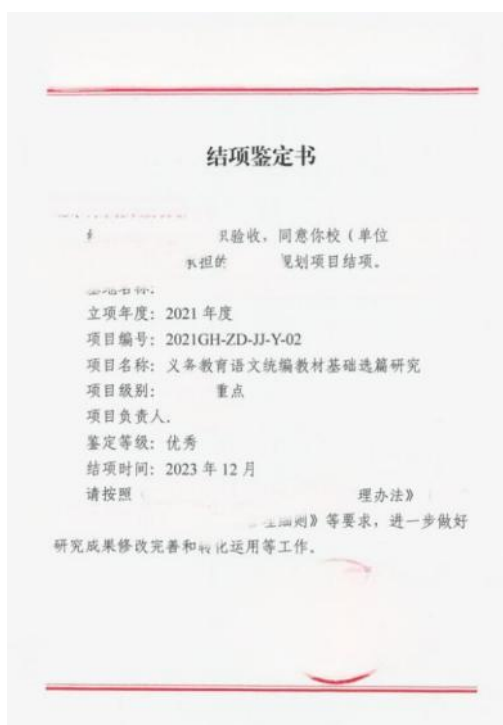 结项鉴定书
验收，同意你校（单位
担的 规划项目结项。
立项年度：2021 年度
项目编号：2021GH-ZD-JJ-Y-02
项目名称：义务教育语文统编教材基础选篇研究
项目级别： 重点
项目负责人.
鉴定等级：优秀
结项时间：2023 年 12 月
请按照 理办法》
细则》等要求，进一步做好
研究成果修改完善和转化运用等工作。